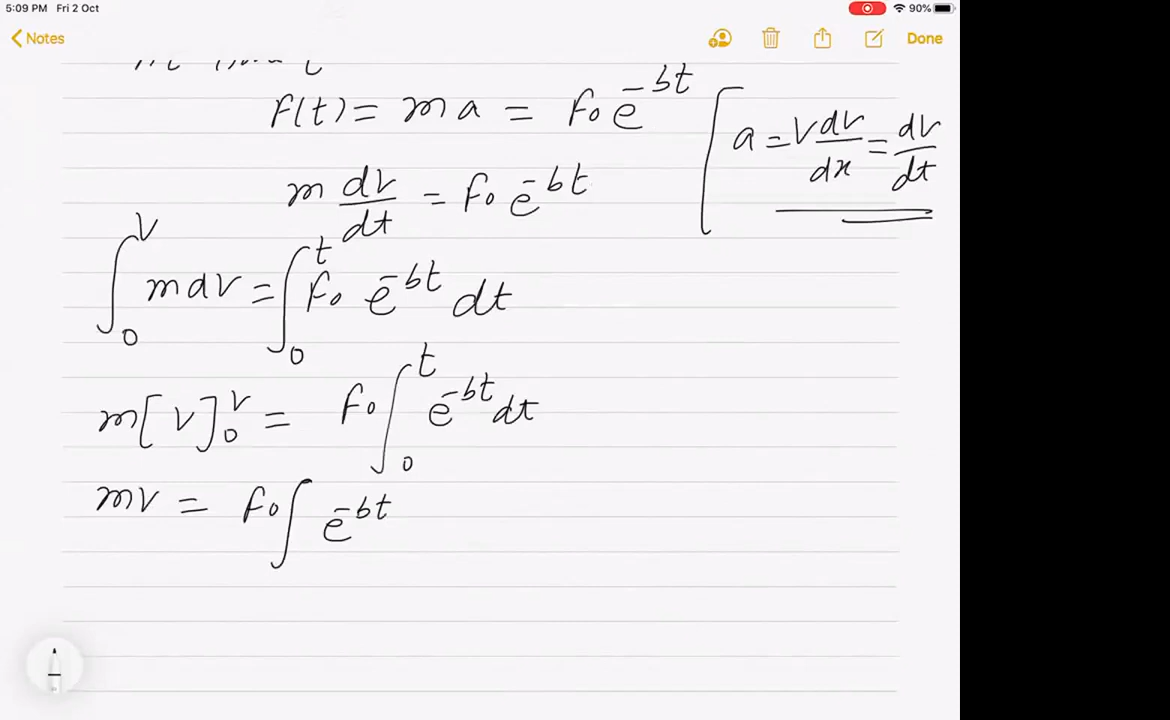 5:09 PM Fri 2 Oct 90%
Notes Done
F(t) = m a = F₀ e^{-bt}
a = v dv/dx = dv/dt
m dv/dt = F₀ e^{-bt}
∫₀^v m dv = ∫₀^t F₀ e^{-bt} dt
m[v]₀^v = F₀ ∫₀^t e^{-bt} dt
mv = F₀ ∫ e^{-bt}